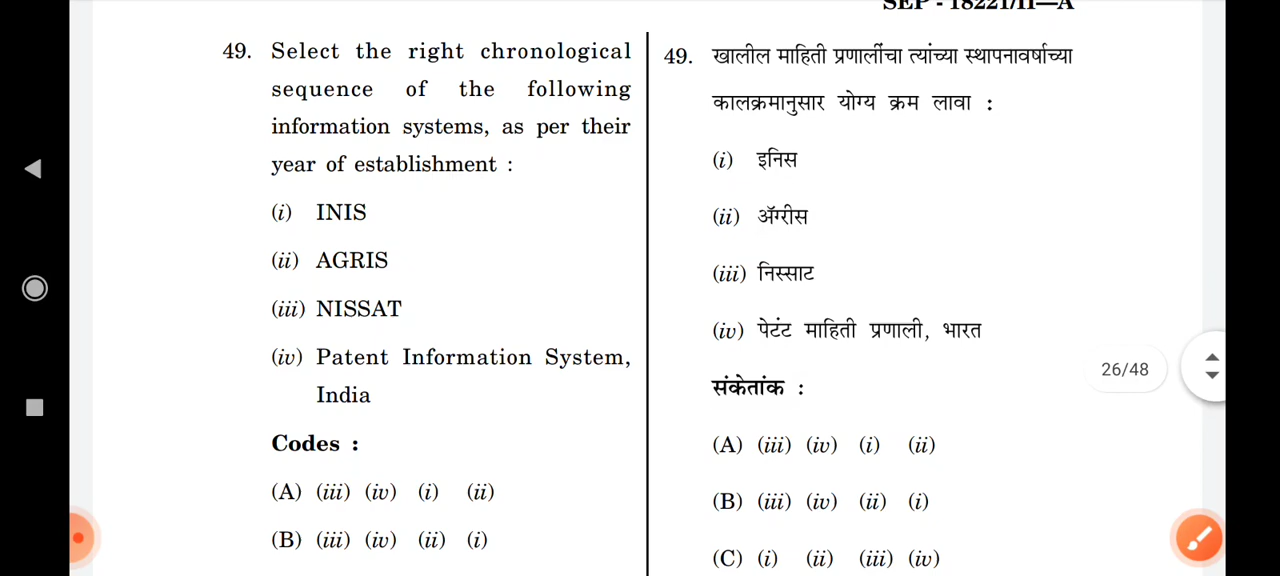 SEP - 18221/II—A
49. Select the right chronological
sequence of the following
information systems, as per their
year of establishment :
(i) INIS
(ii) AGRIS
(iii) NISSAT
(iv) Patent Information System,
India
Codes :
(A) (iii) (iv) (i) (ii)
(B) (iii) (iv) (ii) (i)
49. खालील माहिती प्रणालींचा त्यांच्या स्थापनावर्षाच्या
कालक्रमानुसार योग्य क्रम लावा :
(i) इनिस
(ii) ॲग्रीस
(iii) निस्साट
(iv) पेटंट माहिती प्रणाली, भारत
संकेतांक :
(A) (iii) (iv) (i) (ii)
(B) (iii) (iv) (ii) (i)
(C) (i) (ii) (iii) (iv)
26/48